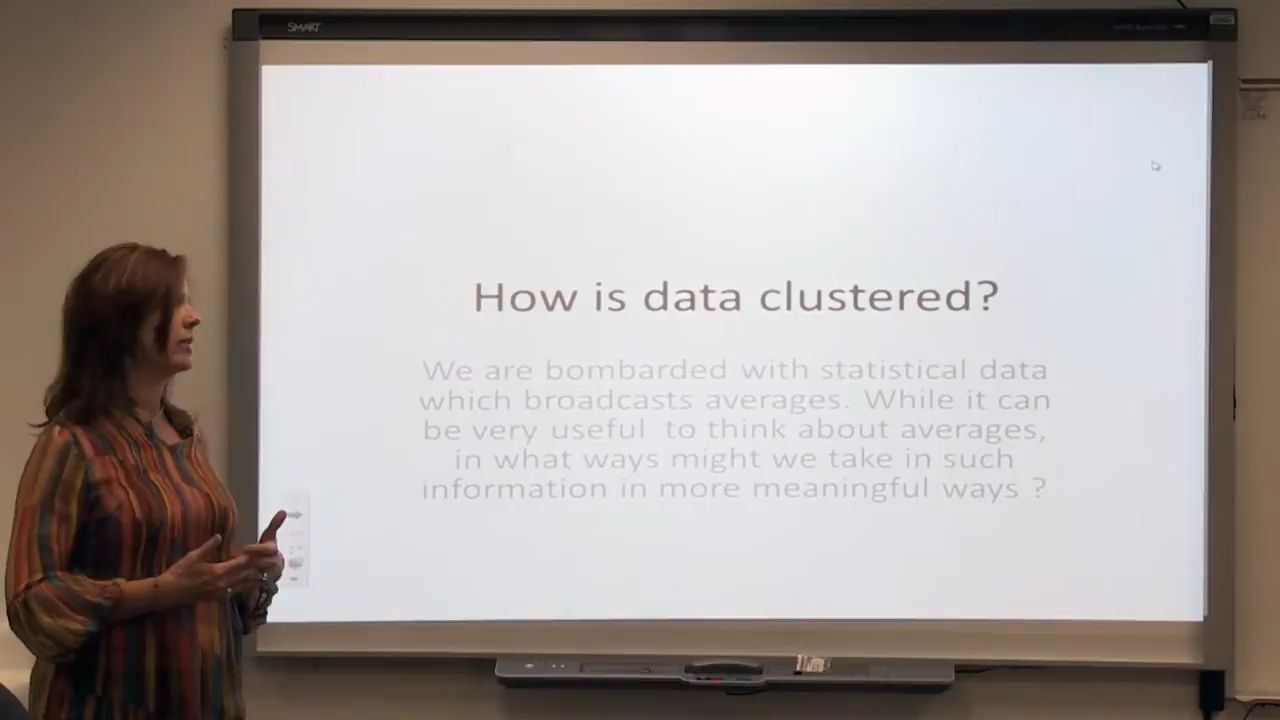 SMART
How is data clustered?
We are bombarded with statistical data
which broadcasts averages. While it can
be very useful to think about averages,
in what ways might we take in such
information in more meaningful ways ?